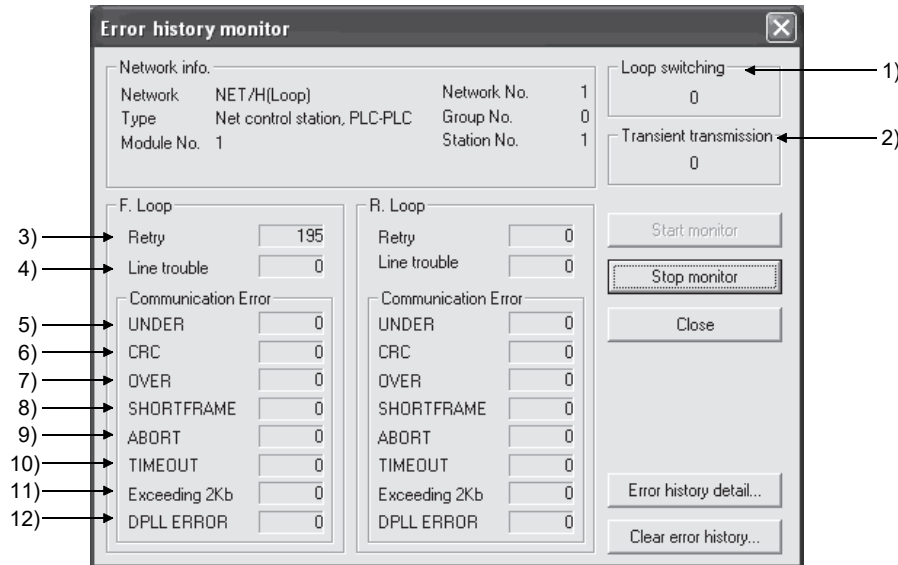 Error history monitor
Network info.
Network NET/H(Loop) Network No. 1
Type Net control station, PLC-PLC Group No. 0
Module No. 1 Station No. 1
Loop switching 1)
0
Transient transmission 2)
0
F. Loop
3) Retry 195
4) Line trouble 0
Communication Error
5) UNDER 0
6) CRC 0
7) OVER 0
8) SHORTFRAME 0
9) ABORT 0
10) TIMEOUT 0
11) Exceeding 2Kb 0
12) DPLL ERROR 0
R. Loop
Retry 0
Line trouble 0
Communication Error
UNDER 0
CRC 0
OVER 0
SHORTFRAME 0
ABORT 0
TIMEOUT 0
Exceeding 2Kb 0
DPLL ERROR 0
Start monitor
Stop monitor
Close
Error history detail...
Clear error history...